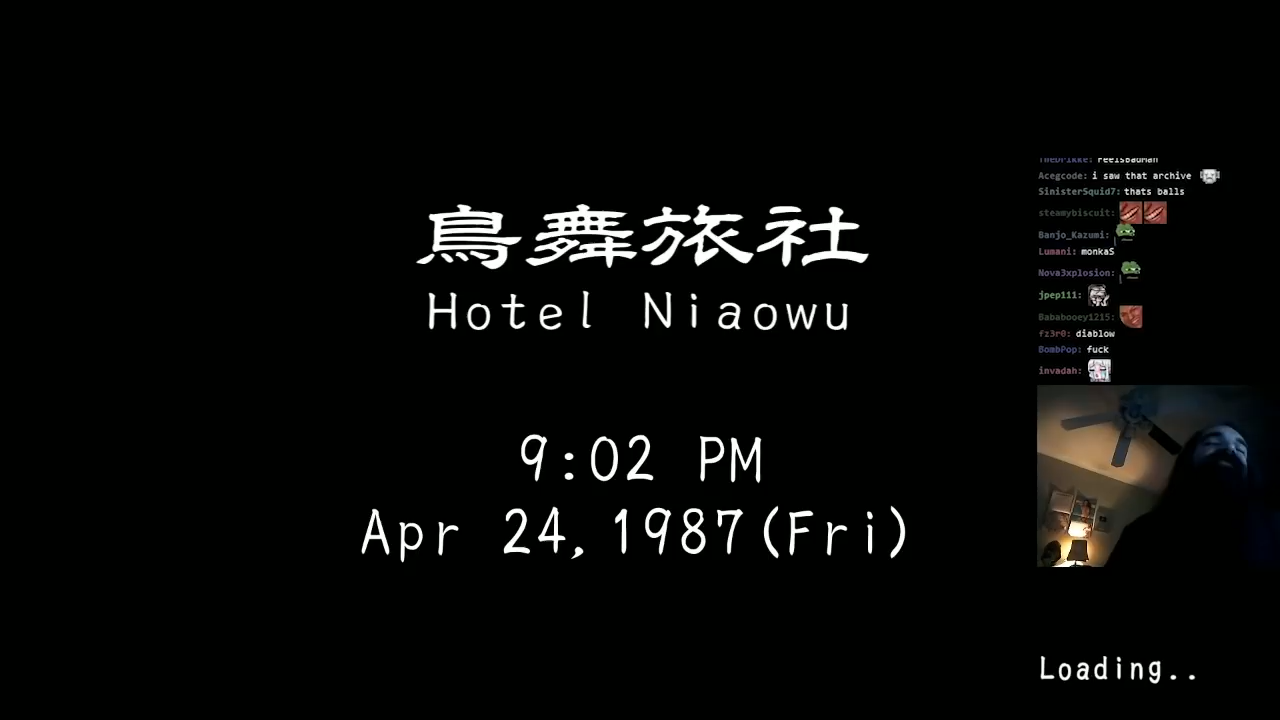 鳥舞旅社
Hotel Niaowu
9:02 PM
Apr 24,1987(Fri)
Acegcode: i saw that archive
SinisterSquid7: thats balls
steamybiscuit:
Banjo_Kazumi:
Lumani: monkaS
Nova3xplosion:
jpep111:
Bababooey1215:
fz3r0: diablow
BombPop: fuck
invadah:
Loading..